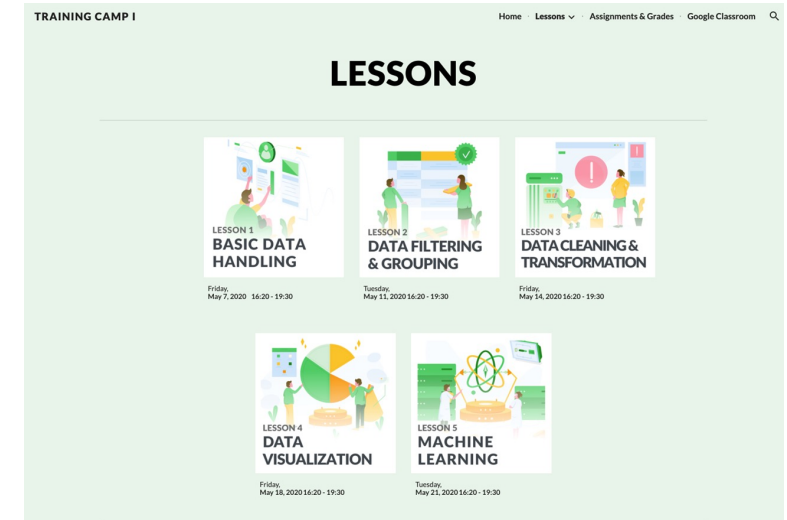 TRAINING CAMP I
Home · Lessons · Assignments & Grades · Google Classroom
LESSONS
LESSON 1
BASIC DATA
HANDLING
Friday,
May 7, 2020 16:20 - 19:30
LESSON 2
DATA FILTERING
& GROUPING
Tuesday,
May 11, 2020 16:20 - 19:30
LESSON 3
DATA CLEANING &
TRANSFORMATION
Friday,
May 14, 2020 16:20 - 19:30
LESSON 4
DATA
VISUALIZATION
Friday,
May 18, 2020 16:20 - 19:30
LESSON 5
MACHINE
LEARNING
Tuesday,
May 21, 2020 16:20 - 19:30